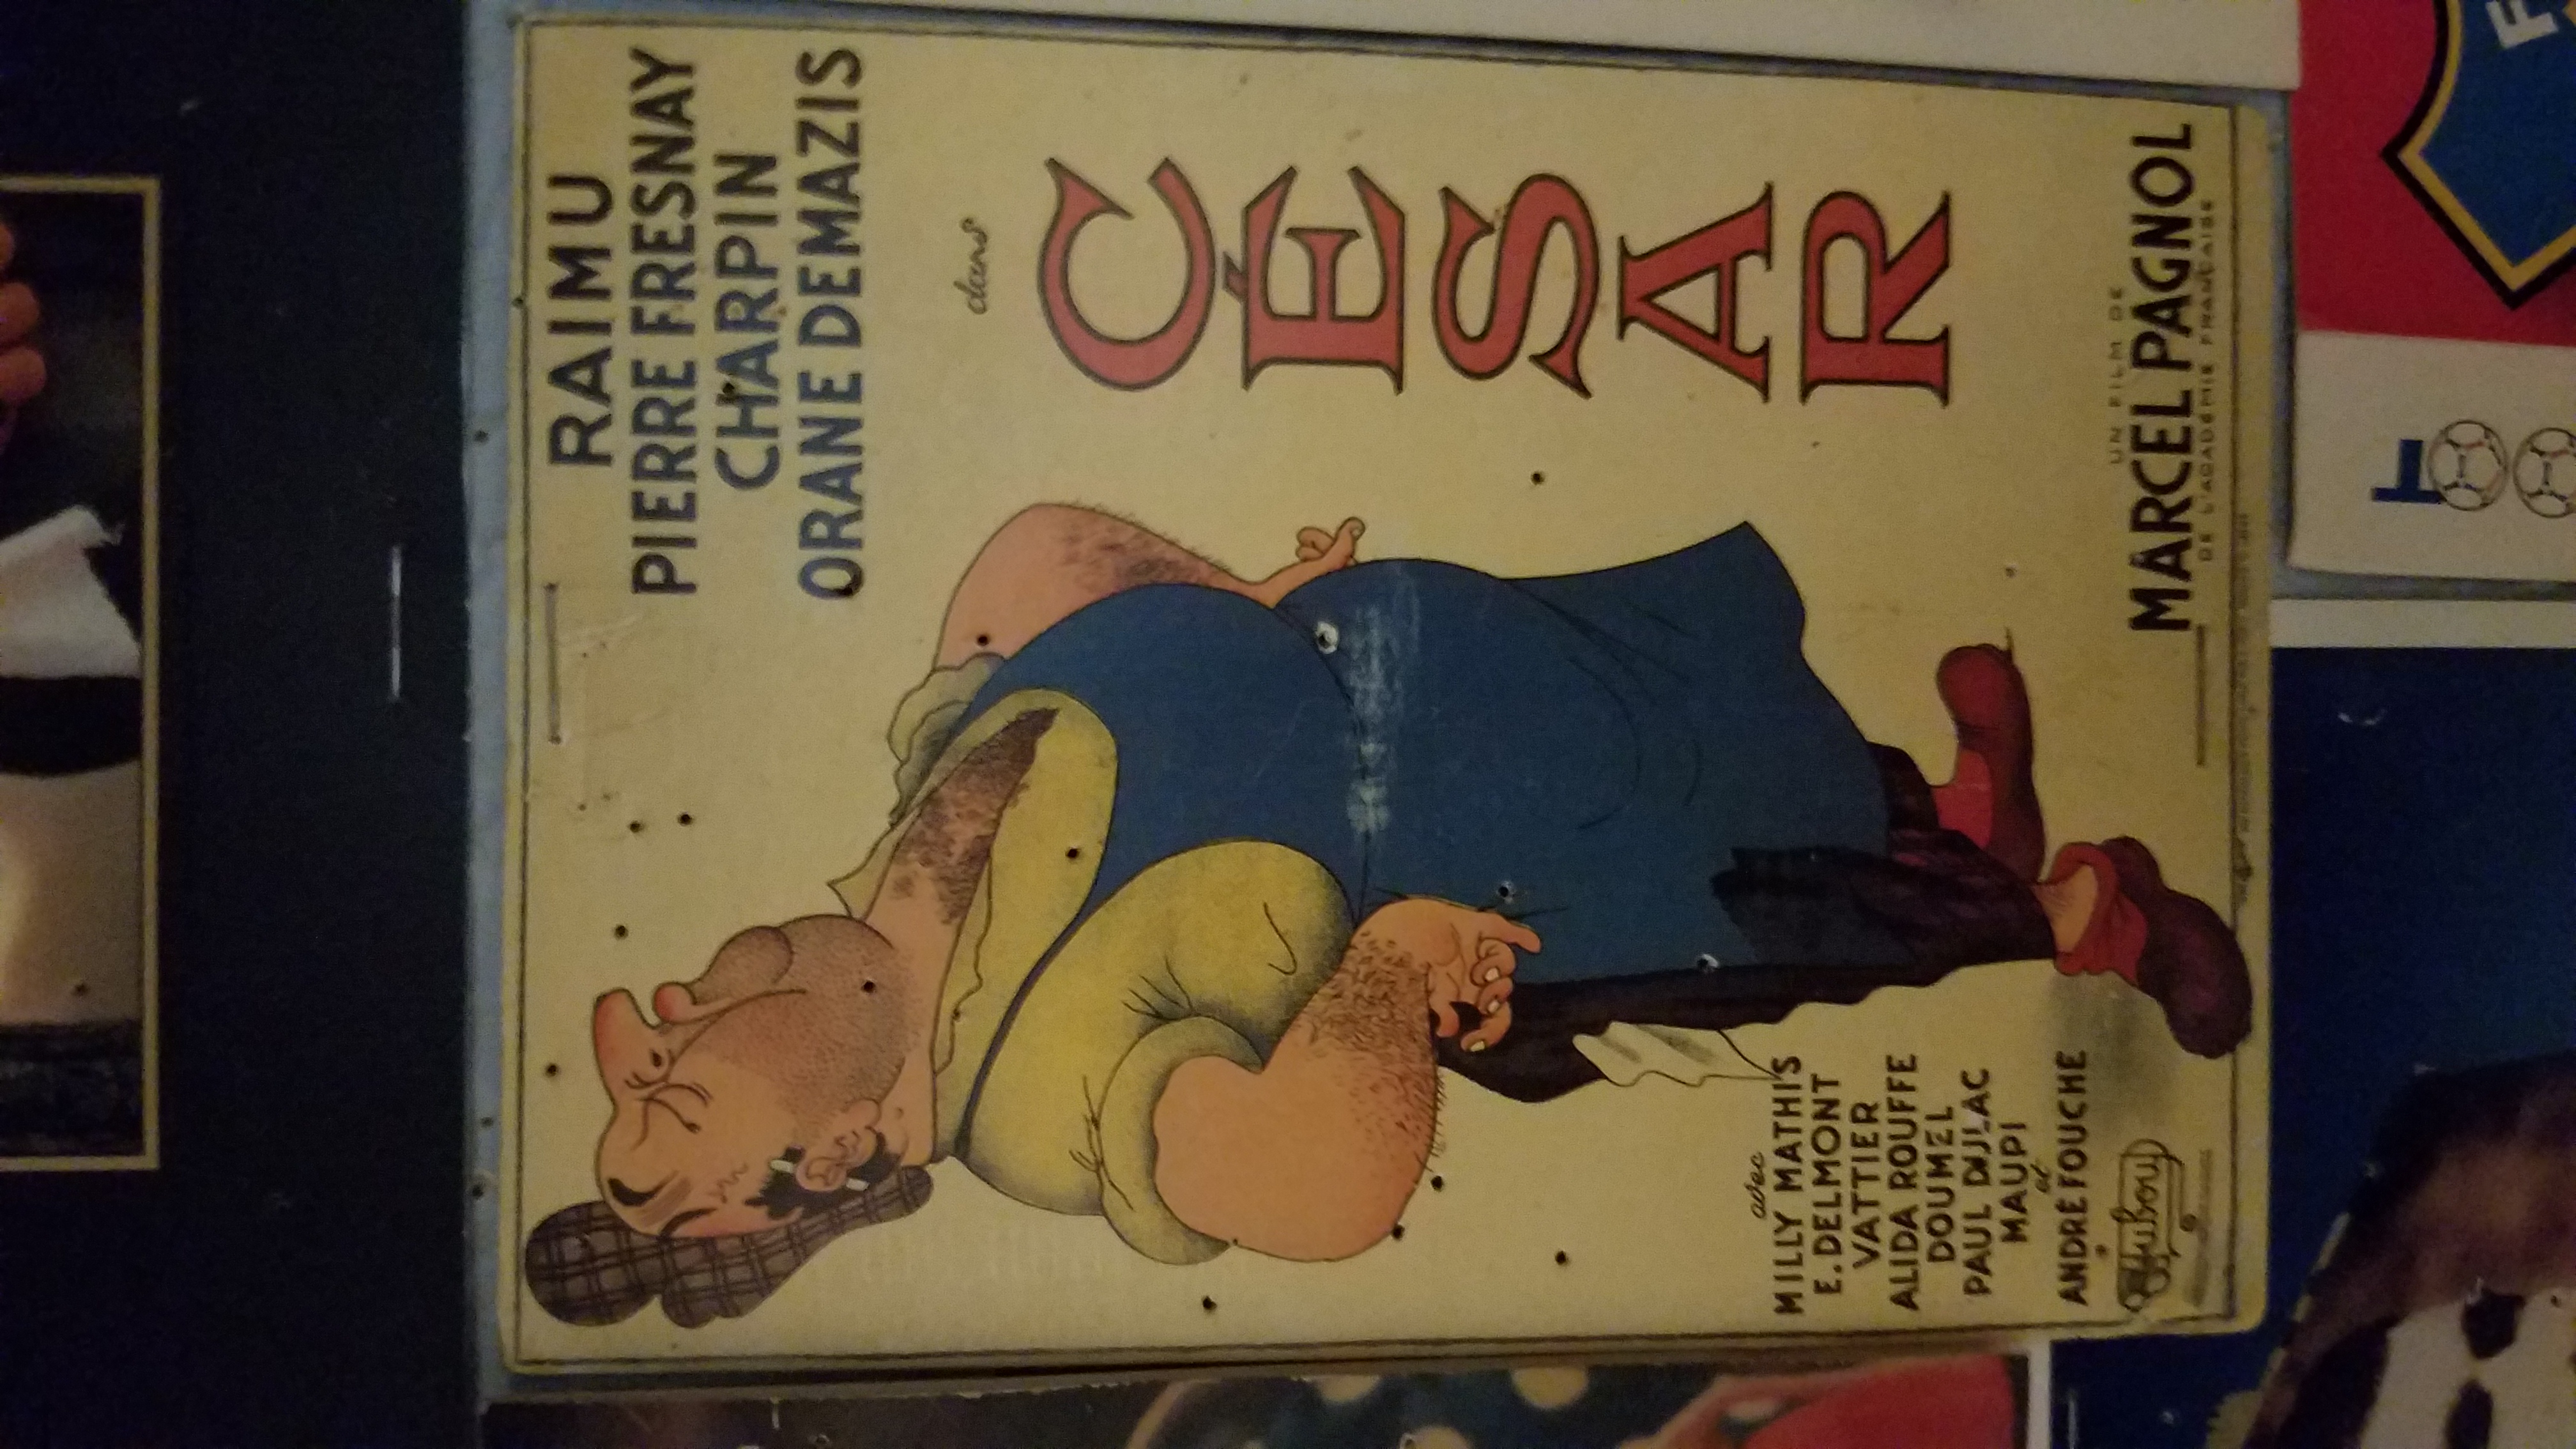 RAIMU
PIERRE FRESNAY
CHARPIN
ORANE DEMAZIS
dans
CÉSAR
avec
MILLY MATHIS
E. DELMONT
VATTIER
ALIDA ROUFFE
DOUMEL
PAUL DULLAC
MAUPI
et
ANDRÉ FOUCHE
Dubout
UN FILM DE
MARCEL PAGNOL
DE L'ACADÉMIE FRANÇAISE
F